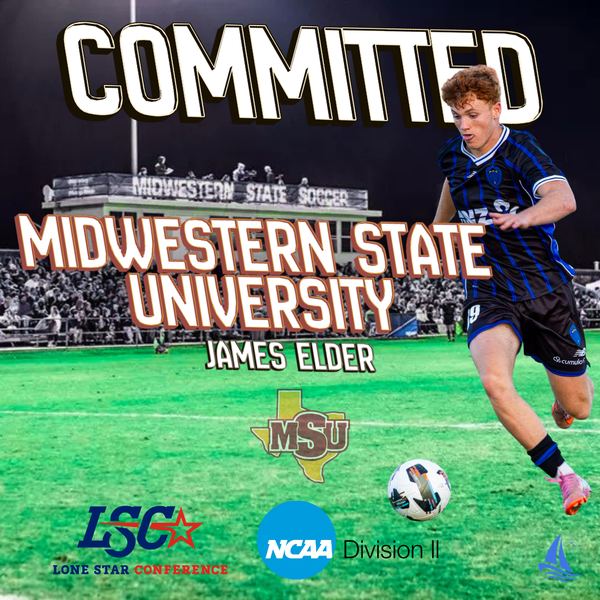 COMMITTED
MIDWESTERN STATE SOCCER
MIDWESTERN STATE
UNIVERSITY
JAMES ELDER
MSU
LSC
LONE STAR CONFERENCE
NCAA Division II